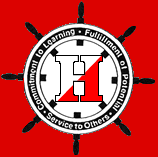 Commitment to Learning • Fulfillment of Potential • Service to Others •
H